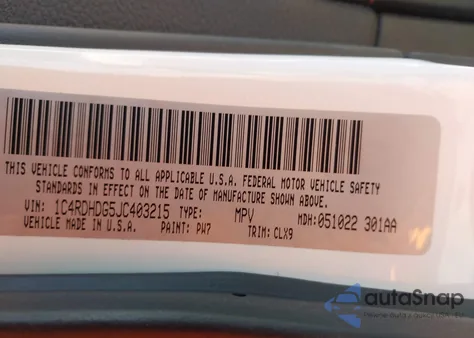 THIS VEHICLE CONFORMS TO ALL APPLICABLE U.S.A. FEDERAL MOTOR VEHICLE SAFETY
STANDARDS IN EFFECT ON THE DATE OF MANUFACTURE SHOWN ABOVE.
VIN: 1C4RDHDG5JC403215 TYPE: MPV MDH:051022 301AA
VEHICLE MADE IN U.S.A. PAINT: PW7 TRIM: CLX9
autoSnap